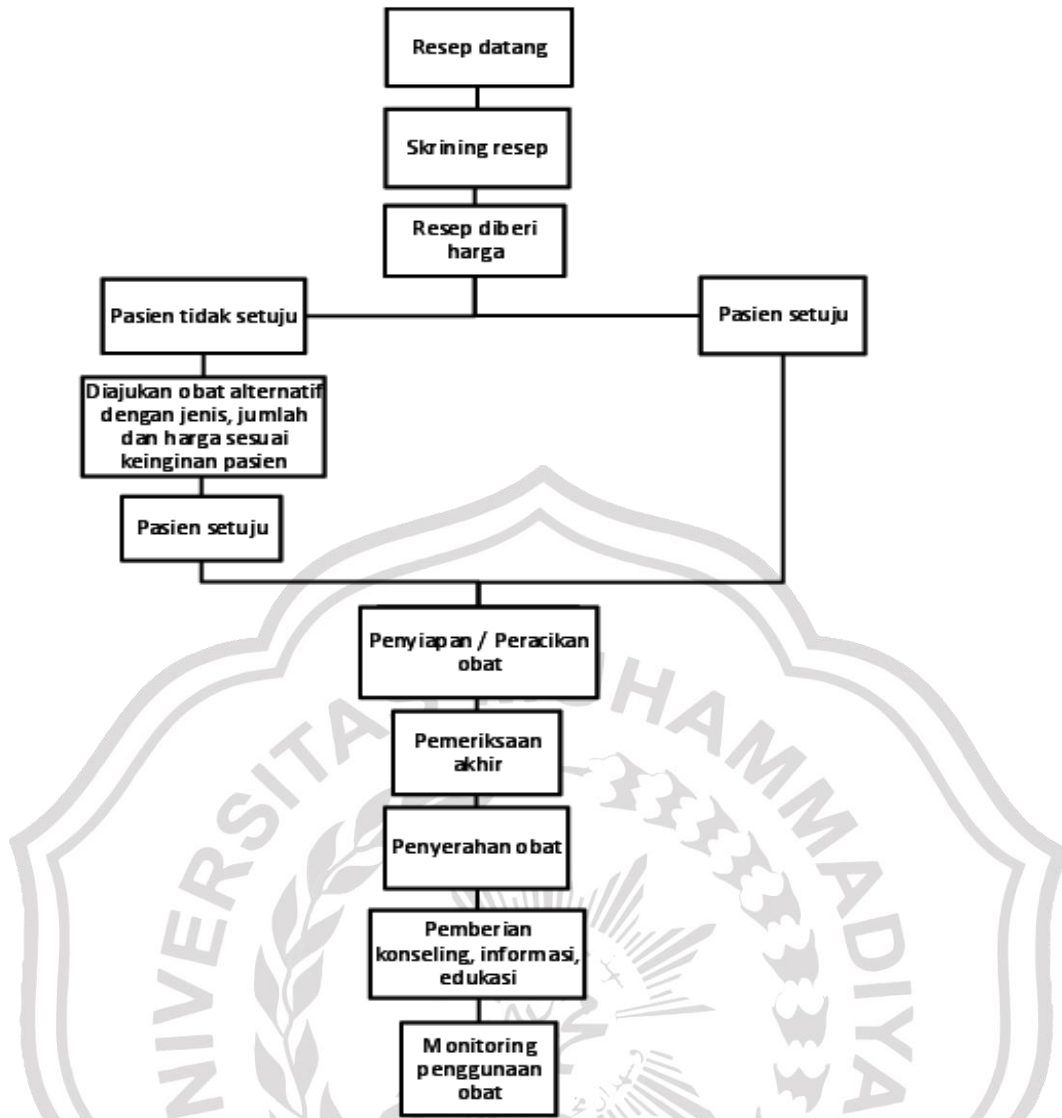 Resep datang
Skrining resep
Resep diberi
harga
Pasien tidak setuju
Pasien setuju
Diajukan obat alternatif
dengan jenis, jumlah
dan harga sesuai
keinginan pasien
Pasien setuju
Penyiapan / Peracikan
obat
Pemeriksaan
akhir
Penyerahan obat
Pemberian
konseling, informasi,
edukasi
Monitoring
penggunaan
obat